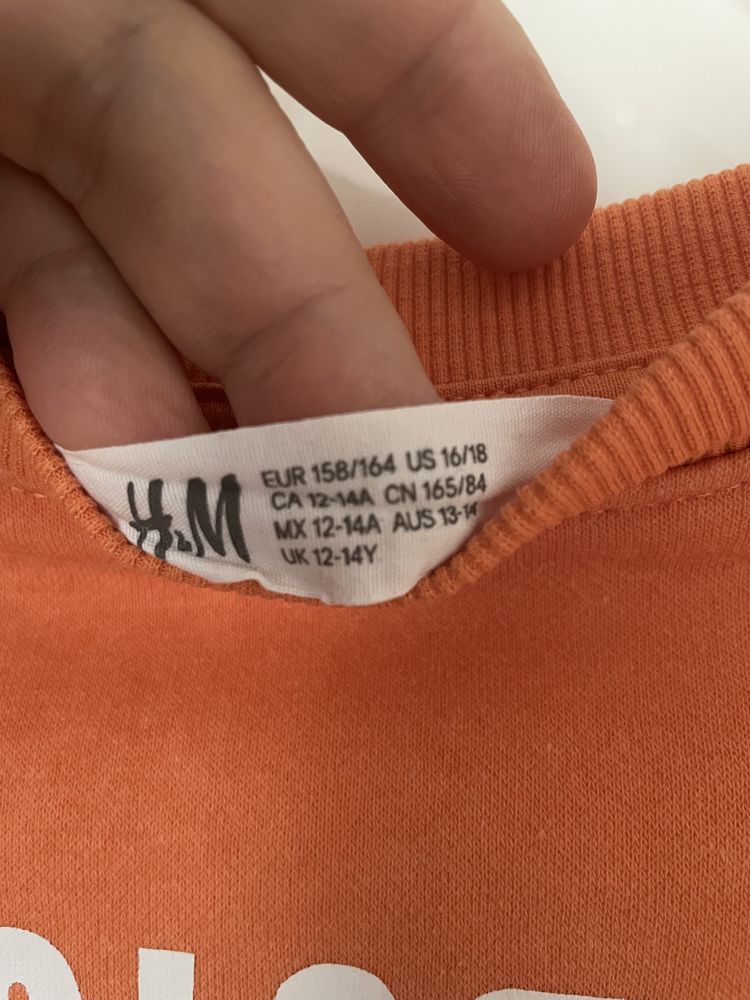 H&M
EUR 158/164 US 16/18
CA 12-14A CN 165/84
MX 12-14A AUS 13-14
UK 12-14Y